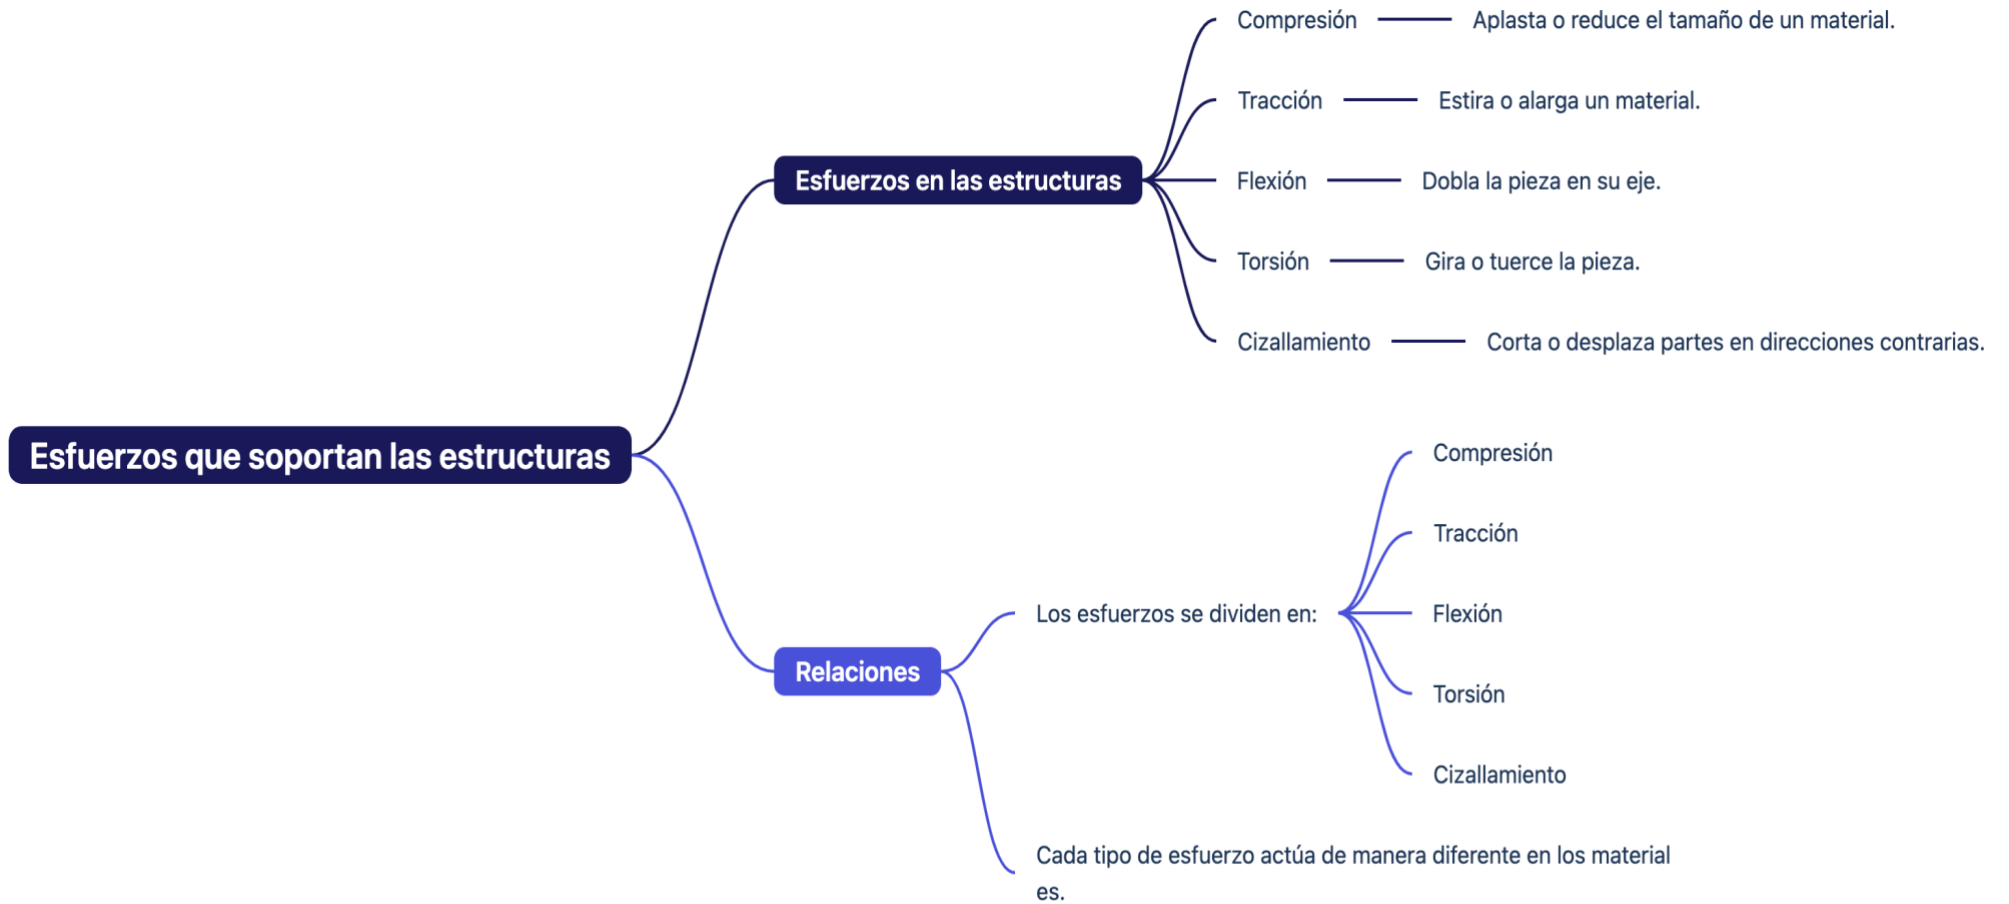 Esfuerzos que soportan las estructuras
Esfuerzos en las estructuras
Compresión
Aplasta o reduce el tamaño de un material.
Tracción
Estira o alarga un material.
Flexión
Dobla la pieza en su eje.
Torsión
Gira o tuerce la pieza.
Cizallamiento
Corta o desplaza partes en direcciones contrarias.
Relaciones
Los esfuerzos se dividen en:
Compresión
Tracción
Flexión
Torsión
Cizallamiento
Cada tipo de esfuerzo actúa de manera diferente en los material
es.